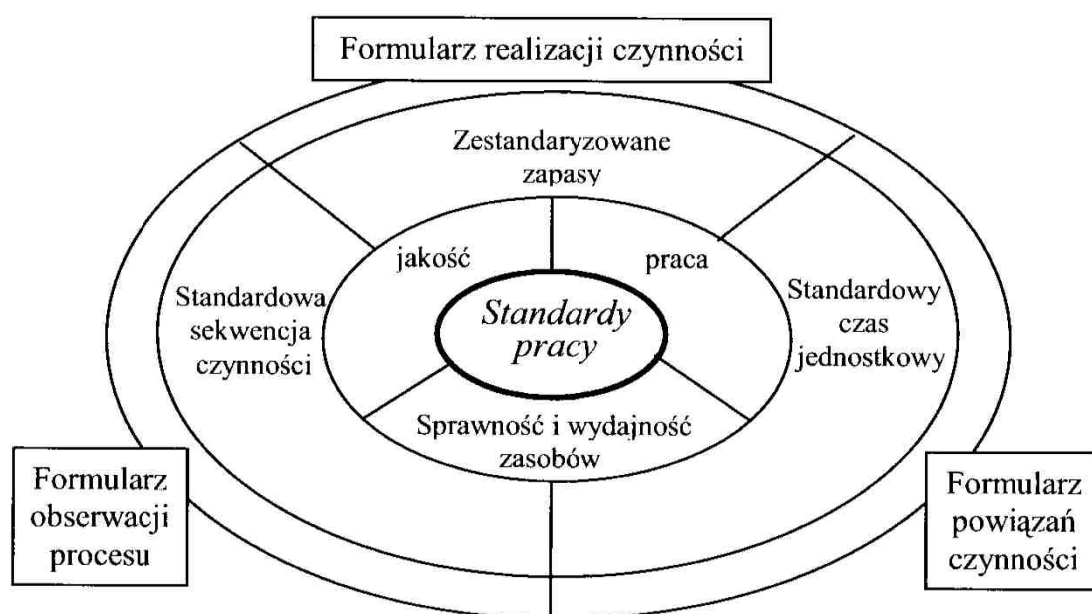 Formularz realizacji czynności
Zestandaryzowane
zapasy
jakość
praca
Standardowa
sekwencja
czynności
Standardy
pracy
Standardowy
czas
jednostkowy
Sprawność i wydajność
zasobów
Formularz
obserwacji
procesu
Formularz
powiązań
czynności